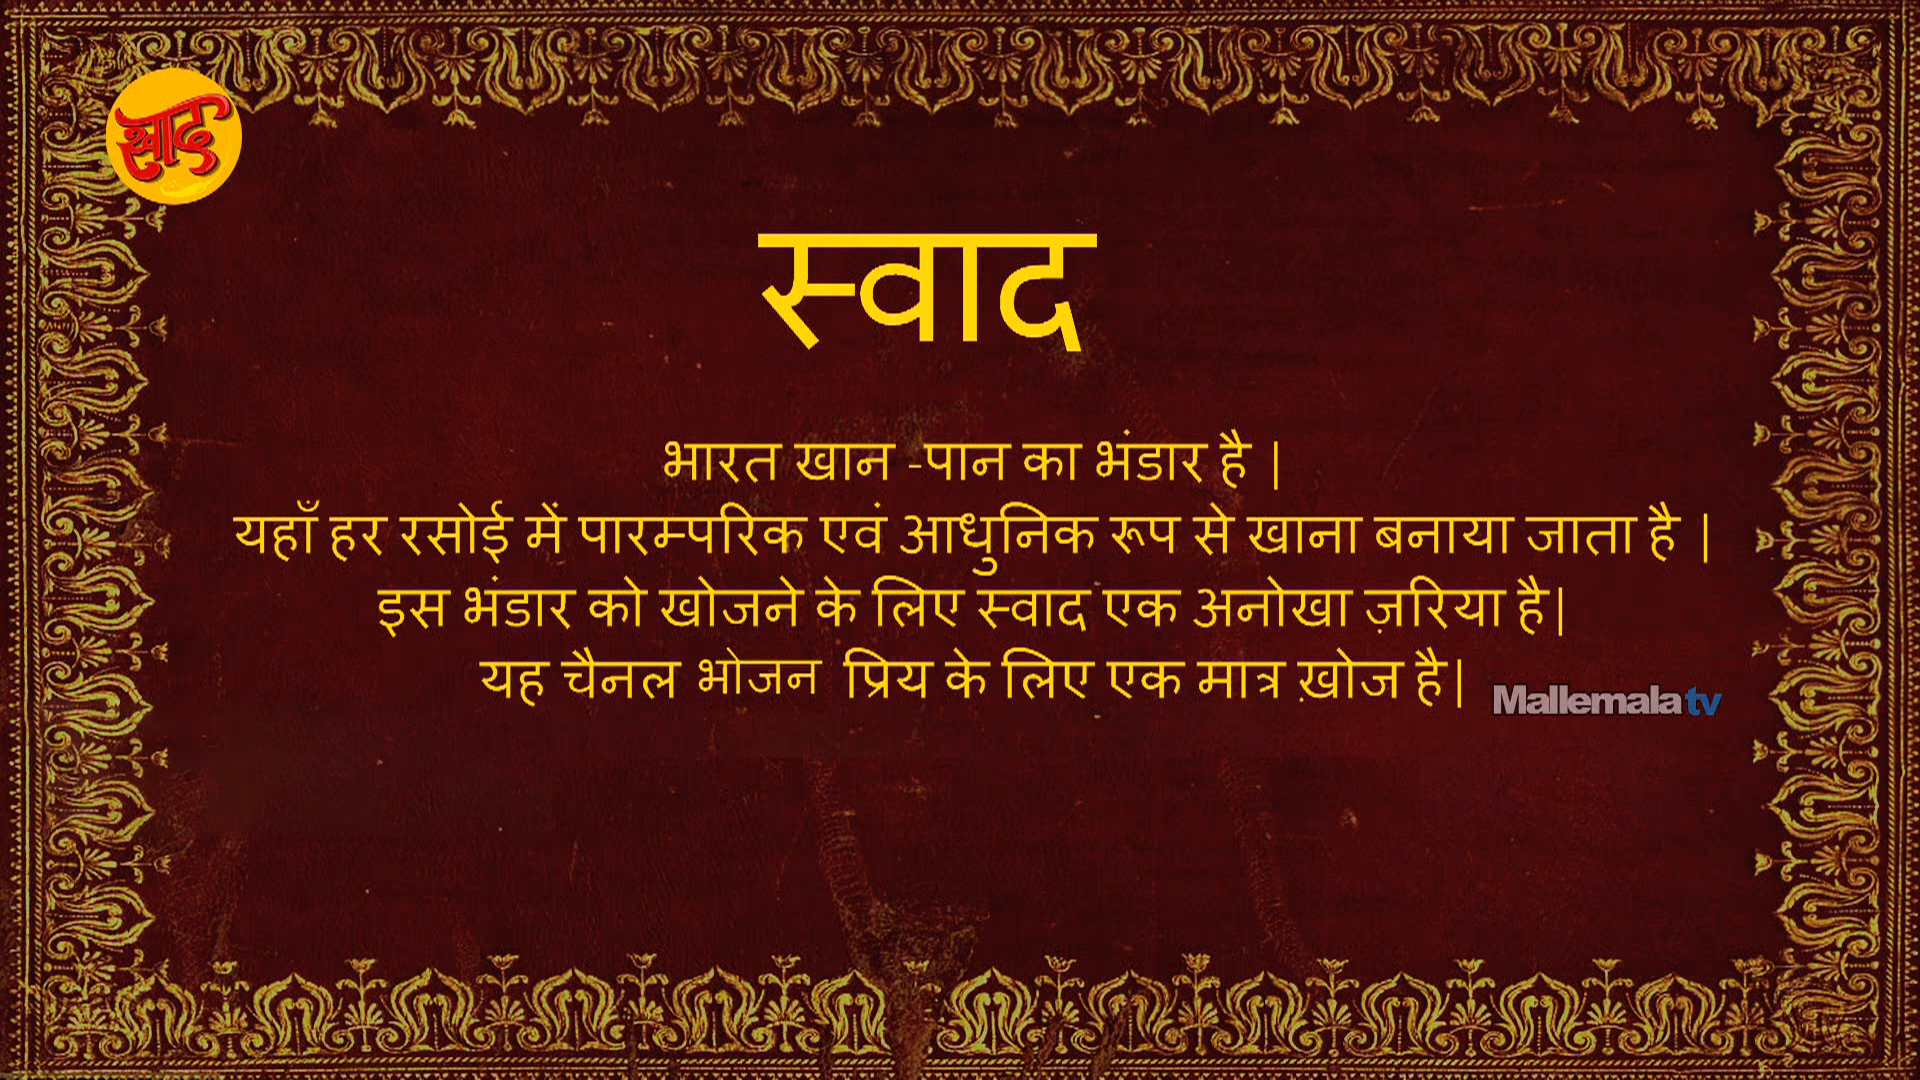 स्वाद
स्वाद
भारत खान -पान का भंडार है |
यहाँ हर रसोई में पारम्परिक एवं आधुनिक रूप से खाना बनाया जाता है |
इस भंडार को खोजने के लिए स्वाद एक अनोखा ज़रिया है|
यह चैनल भोजन प्रिय के लिए एक मात्र ख़ोज है|
Mallemalatv